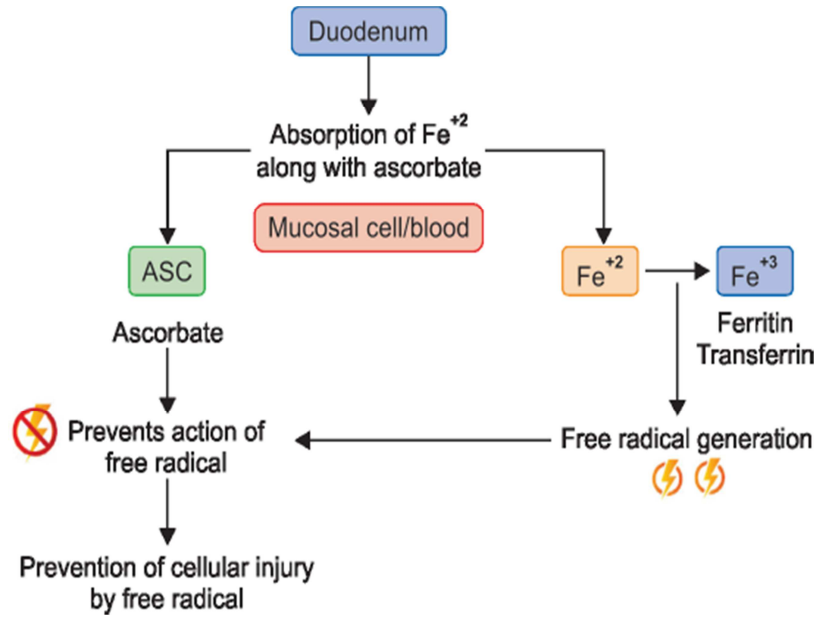 Duodenum
Absorption of Fe+2
along with ascorbate
Mucosal cell/blood
ASC
Fe+2
Fe+3
Ascorbate
Ferritin
Transferrin
Prevents action of
free radical
Free radical generation
Prevention of cellular injury
by free radical